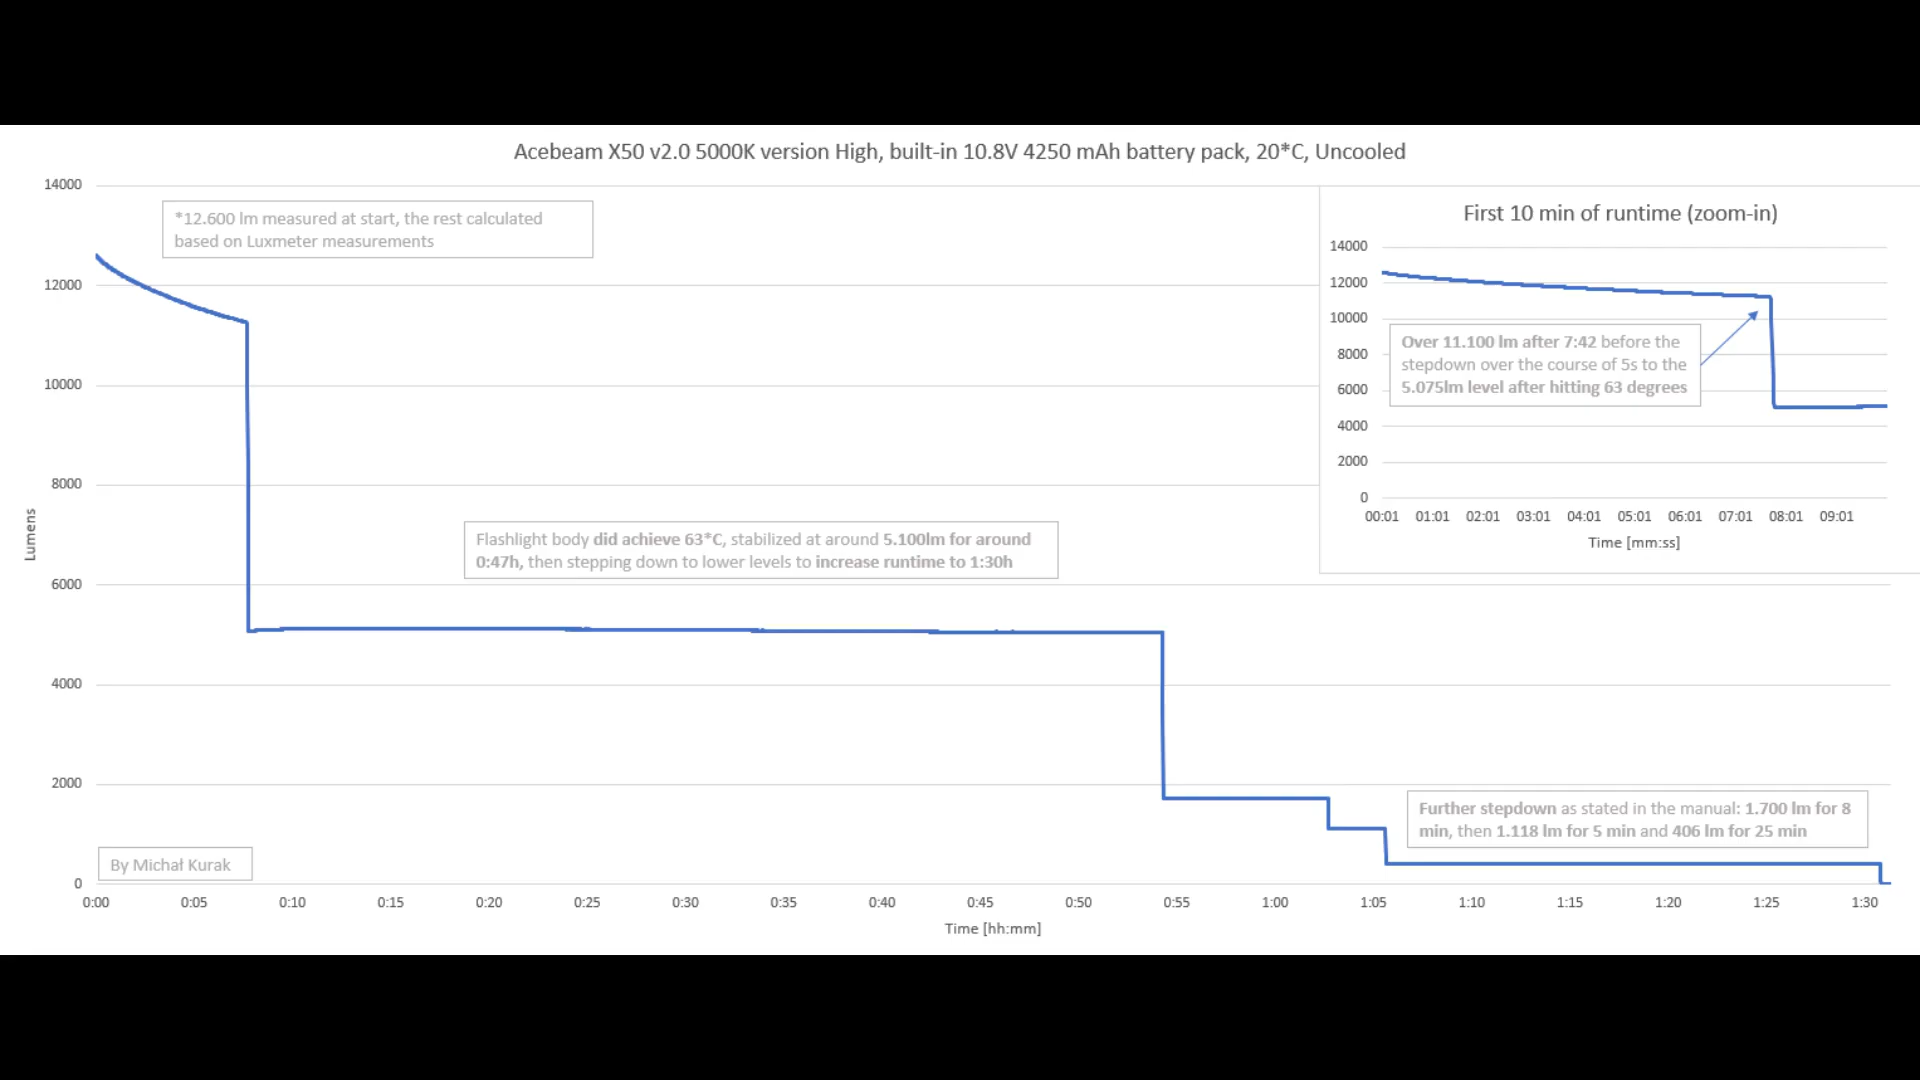 Acebeam X50 v2.0 5000K version High, built-in 10.8V 4250 mAh battery pack, 20*C, Uncooled
14000
12000
10000
8000
6000
4000
2000
0
Lumens
*12.600 lm measured at start, the rest calculated
based on Luxmeter measurements
Flashlight body did achieve 63*C, stabilized at around 5.100lm for around
0:47h, then stepping down to lower levels to increase runtime to 1:30h
First 10 min of runtime (zoom-in)
14000
12000
10000
8000
6000
4000
2000
0
Over 11.100 lm after 7:42 before the
stepdown over the course of 5s to the
5.075lm level after hitting 63 degrees
00:01 01:01 02:01 03:01 04:01 05:01 06:01 07:01 08:01 09:01
Time [mm:ss]
Further stepdown as stated in the manual: 1.700 lm for 8
min, then 1.118 lm for 5 min and 406 lm for 25 min
By Michał Kurak
0:00 0:05 0:10 0:15 0:20 0:25 0:30 0:35 0:40 0:45 0:50 0:55 1:00 1:05 1:10 1:15 1:20 1:25 1:30
Time [hh:mm]